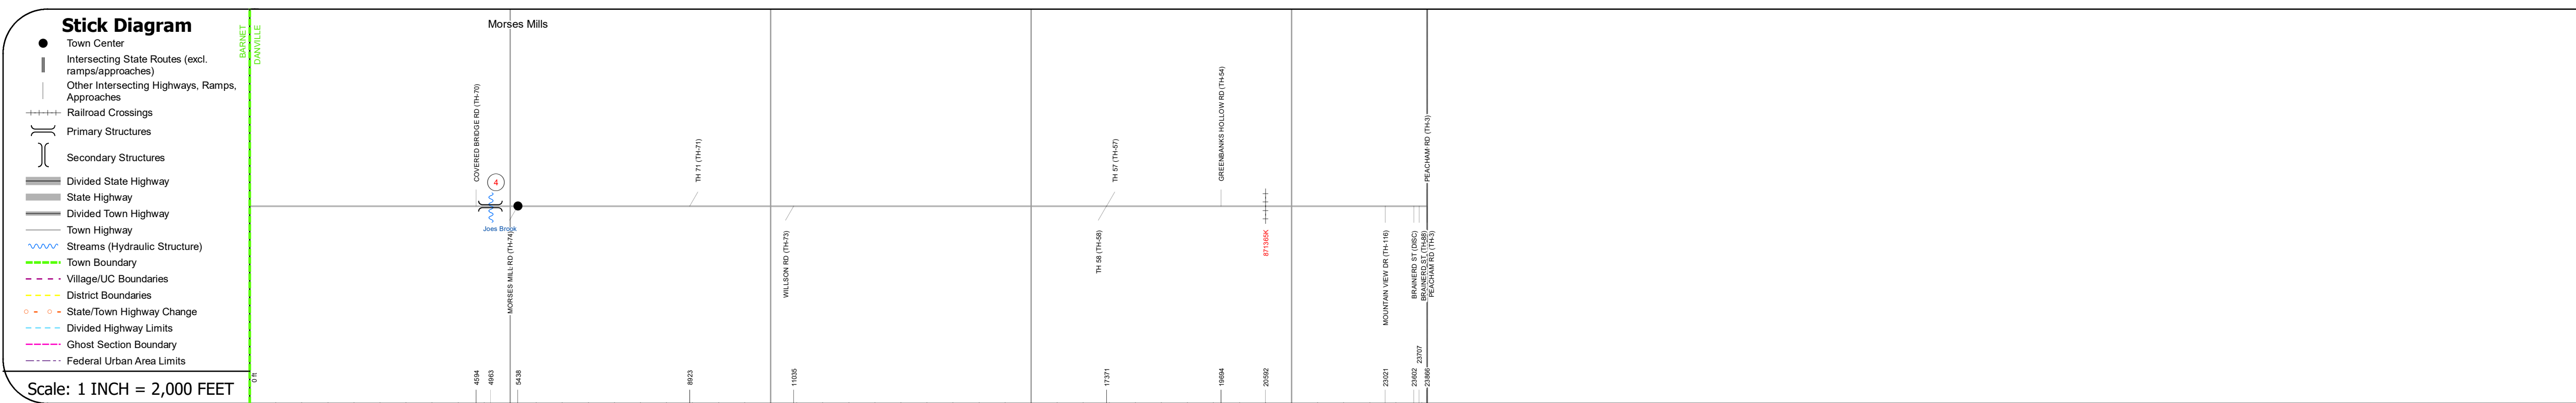 Stick Diagram
Town Center
Intersecting State Routes (excl.
ramps/approaches)
Other Intersecting Highways, Ramps,
Approaches
Railroad Crossings
Primary Structures
Secondary Structures
Divided State Highway
State Highway
Divided Town Highway
Town Highway
Streams (Hydraulic Structure)
Town Boundary
Village/UC Boundaries
District Boundaries
State/Town Highway Change
Divided Highway Limits
Ghost Section Boundary
Federal Urban Area Limits
Scale: 1 INCH = 2,000 FEET
BARNET
DANVILLE
Morses Mills
COVERED BRIDGE RD (TH-70)
4
Joes Brook
MORSES MILL RD (TH-74)
TH 71 (TH-71)
WILLSON RD (TH-73)
TH 58 (TH-58)
TH 57 (TH-57)
GREENBANKS HOLLOW RD (TH-54)
871365K
MOUNTAIN VIEW DR (TH-116)
BRAINERD ST (DISC)
BRAINERD ST (TH-88)
PEACHAM RD (TH-3)
PEACHAM RD (TH-3)
0 ft
4594
4963
5438
8923
11035
17371
19694
20592
23021
23602
23707
23866